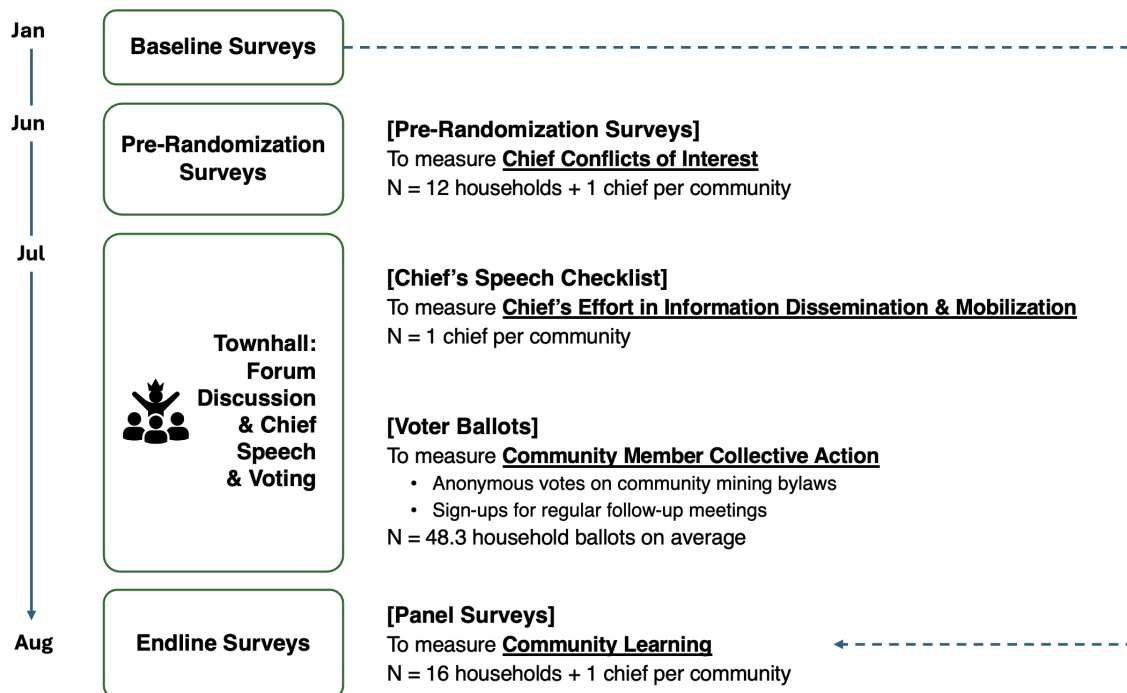 Jan
Baseline Surveys
Jun
Pre-Randomization
Surveys
[Pre-Randomization Surveys]
To measure Chief Conflicts of Interest
N = 12 households + 1 chief per community
Jul
Townhall:
Forum
Discussion
& Chief
Speech
& Voting
[Chief’s Speech Checklist]
To measure Chief’s Effort in Information Dissemination & Mobilization
N = 1 chief per community
[Voter Ballots]
To measure Community Member Collective Action
• Anonymous votes on community mining bylaws
• Sign-ups for regular follow-up meetings
N = 48.3 household ballots on average
Aug
Endline Surveys
[Panel Surveys]
To measure Community Learning
N = 16 households + 1 chief per community